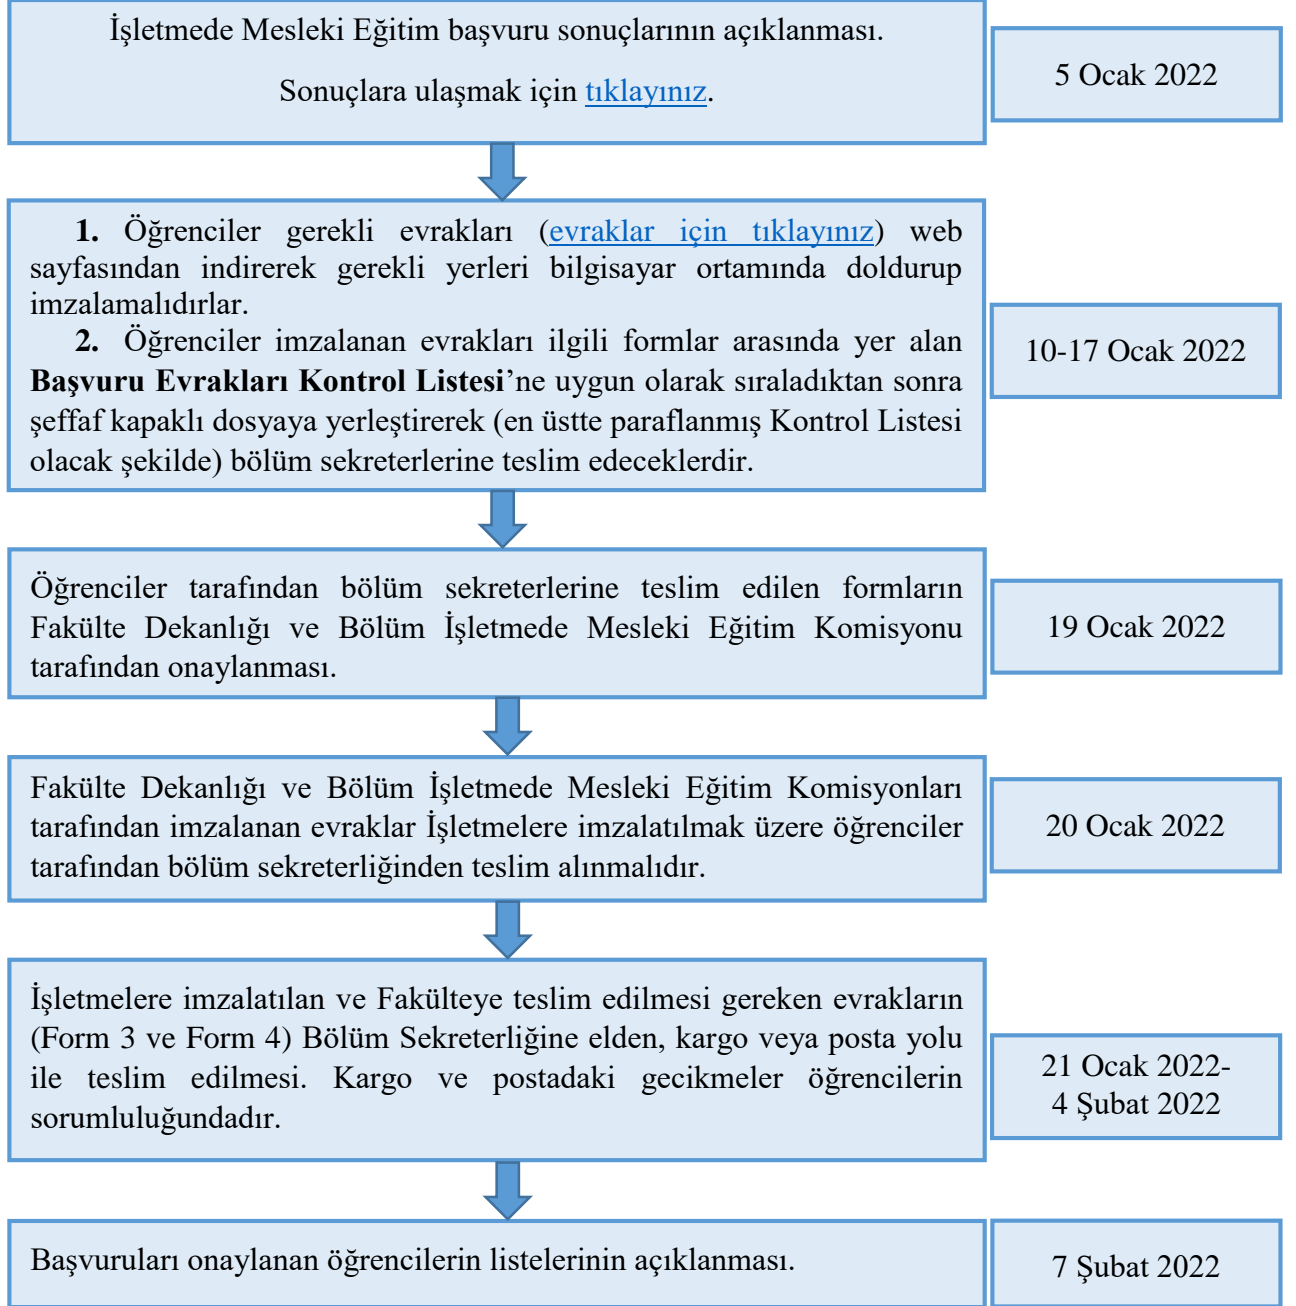 İşletmede Mesleki Eğitim başvuru sonuçlarının açıklanması.
Sonuçlara ulaşmak için tıklayınız.
5 Ocak 2022
1. Öğrenciler gerekli evrakları (evraklar için tıklayınız) web
sayfasından indirerek gerekli yerleri bilgisayar ortamında doldurup
imzalamalıdırlar.
2. Öğrenciler imzalanan evrakları ilgili formlar arasında yer alan
Başvuru Evrakları Kontrol Listesi’ne uygun olarak sıraladıktan sonra
şeffaf kapaklı dosyaya yerleştirerek (en üstte paraflanmış Kontrol Listesi
olacak şekilde) bölüm sekreterlerine teslim edeceklerdir.
10-17 Ocak 2022
Öğrenciler tarafından bölüm sekreterlerine teslim edilen formların
Fakülte Dekanlığı ve Bölüm İşletmede Mesleki Eğitim Komisyonu
tarafından onaylanması.
19 Ocak 2022
Fakülte Dekanlığı ve Bölüm İşletmede Mesleki Eğitim Komisyonları
tarafından imzalanan evraklar İşletmelere imzalatılmak üzere öğrenciler
tarafından bölüm sekreterliğinden teslim alınmalıdır.
20 Ocak 2022
İşletmelere imzalatılan ve Fakülteye teslim edilmesi gereken evrakların
(Form 3 ve Form 4) Bölüm Sekreterliğine elden, kargo veya posta yolu
ile teslim edilmesi. Kargo ve postadaki gecikmeler öğrencilerin
sorumluluğundadır.
21 Ocak 2022-
4 Şubat 2022
Başvuruları onaylanan öğrencilerin listelerinin açıklanması.
7 Şubat 2022